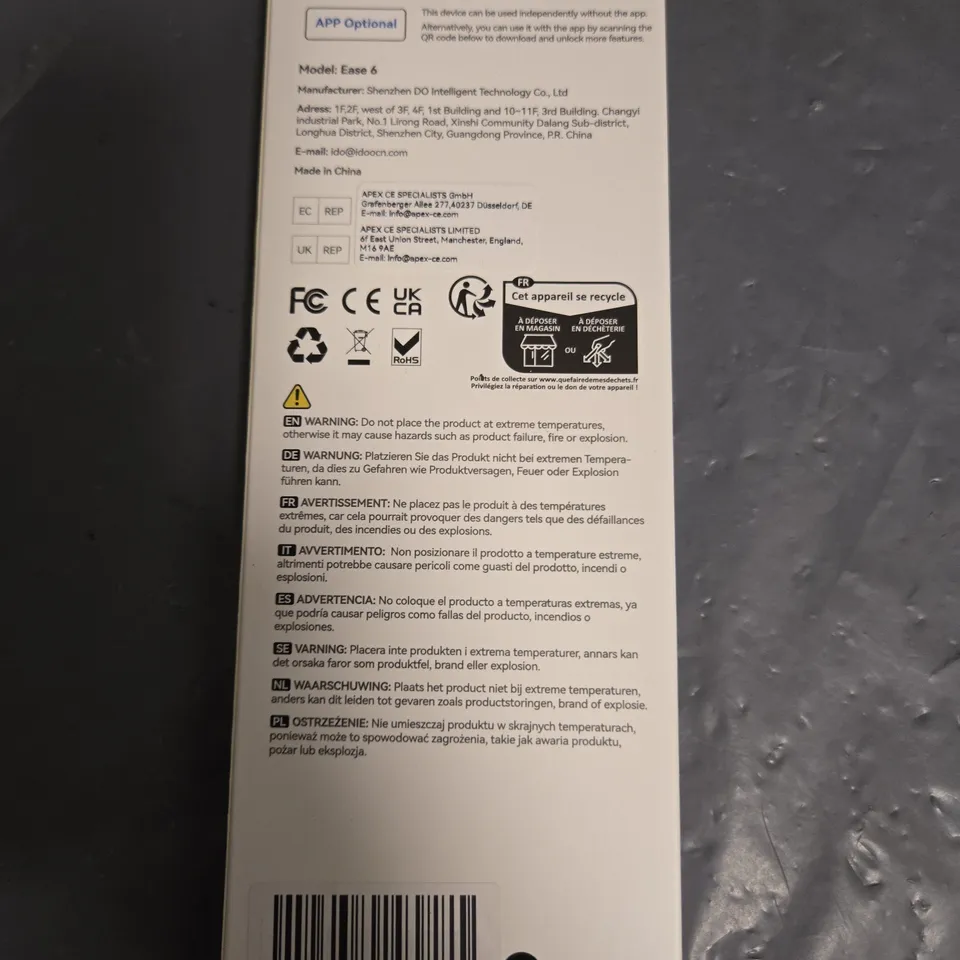 APP Optional
This device can be used independently without the app.
Alternatively, you can use it with the app by scanning the
QR code below to download and unlock more features.
Model: Ease 6
Manufacturer: Shenzhen DO Intelligent Technology Co., Ltd
Adress: 1F,2F, west of 3F, 4F, 1st Building and 10-11F, 3rd Building. Changyi
industrial Park, No.1 Lirong Road, Xinshi Community Dalang Sub-district,
Longhua District, Shenzhen City, Guangdong Province, P.R. China
E-mail: ido@idoocn.com
Made in China
EC REP
APEX CE SPECIALISTS GmbH
Grafenberger Allee 277,40237 Düsseldorf, DE
E-mail: Info@apex-ce.com
UK REP
APEX CE SPECIALISTS LIMITED
6f East Union Street, Manchester, England,
M16 9AE
E-mail: Info@apex-ce.com
FC CE UK
CA
RoHS
FR
Cet appareil se recycle
À DÉPOSER
EN MAGASIN
OU
À DÉPOSER
EN DÉCHÈTERIE
Points de collecte sur www.quefairedemesdechets.fr
Privilégiez la réparation ou le don de votre appareil !
EN WARNING: Do not place the product at extreme temperatures,
otherwise it may cause hazards such as product failure, fire or explosion.
DE WARNUNG: Platzieren Sie das Produkt nicht bei extremen Tempera-
turen, da dies zu Gefahren wie Produktversagen, Feuer oder Explosion
führen kann.
FR AVERTISSEMENT: Ne placez pas le produit à des températures
extrêmes, car cela pourrait provoquer des dangers tels que des défaillances
du produit, des incendies ou des explosions.
IT AVVERTIMENTO: Non posizionare il prodotto a temperature estreme,
altrimenti potrebbe causare pericoli come guasti del prodotto, incendi o
esplosioni.
ES ADVERTENCIA: No coloque el producto a temperaturas extremas, ya
que podría causar peligros como fallas del producto, incendios o
explosiones.
SE VARNING: Placera inte produkten i extrema temperaturer, annars kan
det orsaka faror som produktfel, brand eller explosion.
NL WAARSCHUWING: Plaats het product niet bij extreme temperaturen,
anders kan dit leiden tot gevaren zoals productstoringen, brand of explosie.
PL OSTRZEŻENIE: Nie umieszczaj produktu w skrajnych temperaturach,
ponieważ może to spowodować zagrożenia, takie jak awaria produktu,
pożar lub eksplozja.